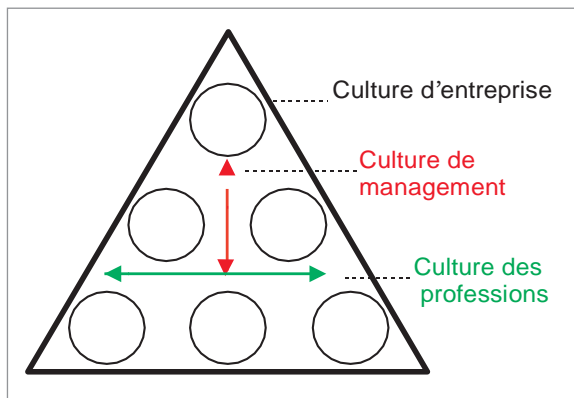 Culture d’entreprise
Culture de
management
Culture des
professions